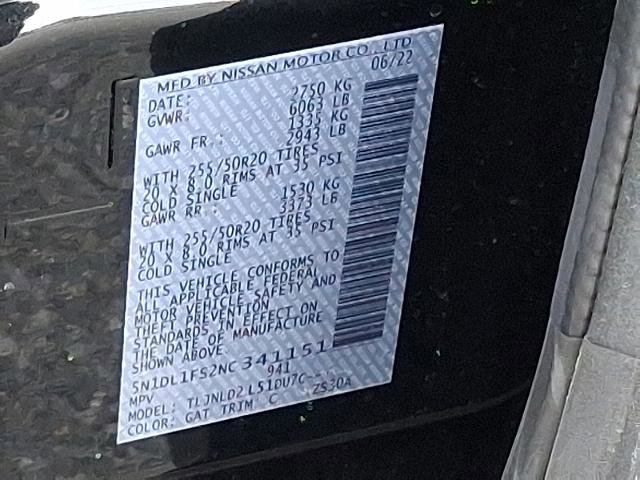 MFD BY NISSAN MOTOR CO., LTD
DATE: 06/22
GVWR: 2750 KG
6063 LB
GAWR FR: 1335 KG
2943 LB
WITH 255/50R20 TIRES
20 X 8.0 RIMS AT 35 PSI
COLD SINGLE
GAWR RR: 1530 KG
3373 LB
WITH 255/50R20 TIRES
20 X 8.0 RIMS AT 35 PSI
COLD SINGLE
THIS VEHICLE CONFORMS TO
ALL APPLICABLE FEDERAL
MOTOR VEHICLE SAFETY AND
THEFT PREVENTION
STANDARDS IN EFFECT ON
THE DATE OF MANUFACTURE
SHOWN ABOVE.
5N1DL1FS2NC341151
MPV 941
MODEL:
COLOR: GAT TRIM: C ZS30A